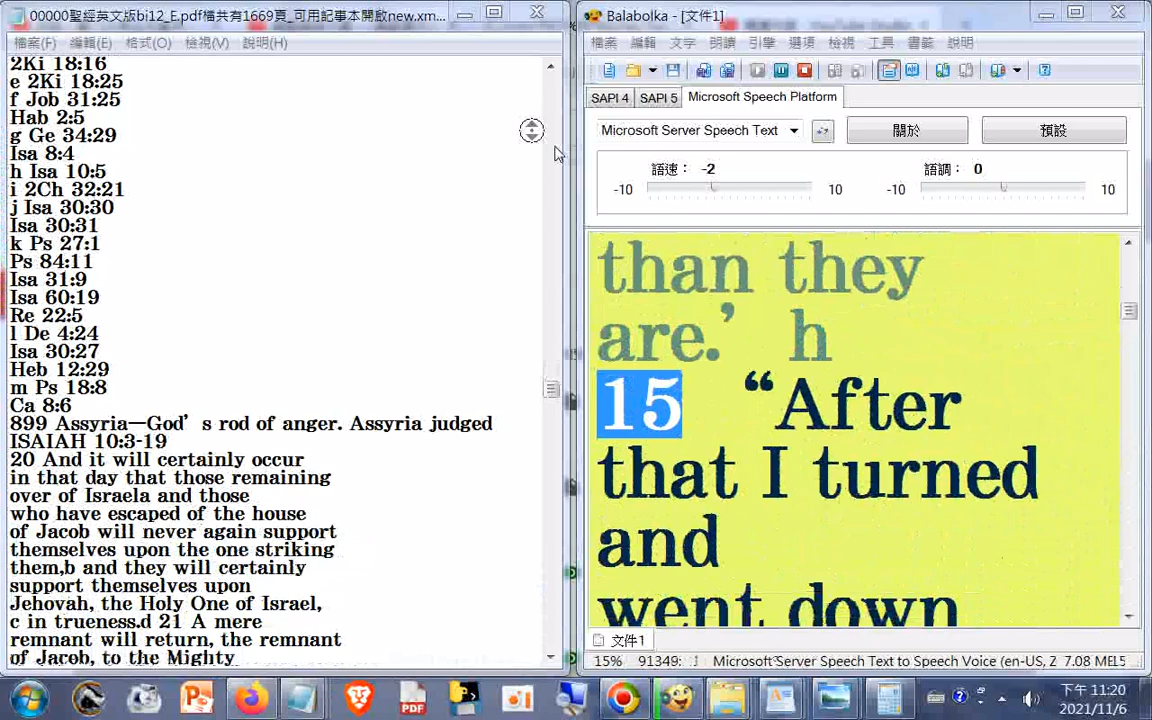 00000聖經英文版bi12_E.pdf檔共有1669頁_可用記事本開啟new.xm...
檔案(F) 編輯(E) 格式(O) 檢視(V) 說明(H)
2Ki 18:16
e 2Ki 18:25
f Job 31:25
Hab 2:5
g Ge 34:29
Isa 8:4
h Isa 10:5
i 2Ch 32:21
j Isa 30:30
Isa 30:31
k Ps 27:1
Ps 84:11
Isa 31:9
Isa 60:19
Re 22:5
l De 4:24
Isa 30:27
Heb 12:29
m Ps 18:8
Ca 8:6
899 Assyria—God’s rod of anger. Assyria judged
ISAIAH 10:3-19
20 And it will certainly occur
in that day that those remaining
over of Israela and those
who have escaped of the house
of Jacob will never again support
themselves upon the one striking
them,b and they will certainly
support themselves upon
Jehovah, the Holy One of Israel,
c in trueness.d 21 A mere
remnant will return, the remnant
of Jacob, to the Mighty
Balabolka - [文件1]
檔案 編輯 文字 朗讀 引擎 選項 檢視 工具 書籤 說明
SAPI 4 SAPI 5 Microsoft Speech Platform
Microsoft Server Speech Text 關於 預設
語速： -2 語調： 0
-10 10 -10 10
than they
are.’ h
15 “After
that I turned
and
went down
文件1
15% 91349: Microsoft Server Speech Text to Speech Voice (en-US, Z 7.08 MB
PDF
下午 11:20
2021/11/6